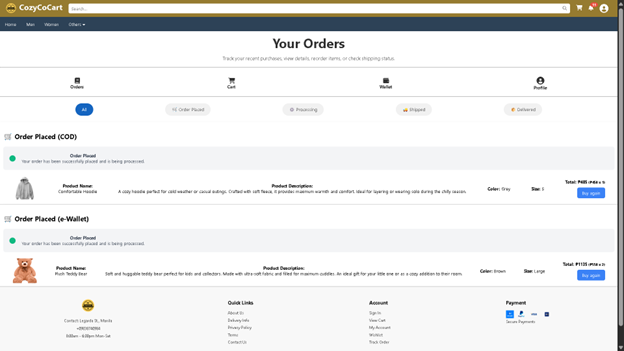 CozyCoCart
Search...
Home Men Women Others
Your Orders
Track your recent purchases, view details, reorder items, or check shipping status.
Orders Cart Wallet Profile
All Order Placed Processing Shipped Delivered
Order Placed (COD)
Order Placed
Your order has been successfully placed and is being processed.
Product Name: Product Description: Color: Grey Size: Total:
Comfortable Hoodie A cozy hoodie perfect for cold weather or casual outings. Crafted with soft fleece, it provides maximum warmth and comfort. Ideal for layering or wearing solo during the chilly season.
Buy again
Order Placed (e-Wallet)
Order Placed
Your order has been successfully placed and is being processed.
Product Name: Product Description: Color: Brown Size: Large Total: ₱1135
Plush Teddy Bear Soft and huggable teddy bear perfect for kids and collectors. Made with ultra-soft fabric and filled for maximum cuddles. An ideal gift for your little one or as a cozy addition to their room.
Buy again
Contact: Legarda St., Manila
9:00am - 6:00pm Mon-Sat
Quick Links
About Us
Delivery Info
Privacy Policy
Terms
Contact Us
Account
Sign In
View Cart
My Account
Wishlist
Track Order
Payment
Secure Payments